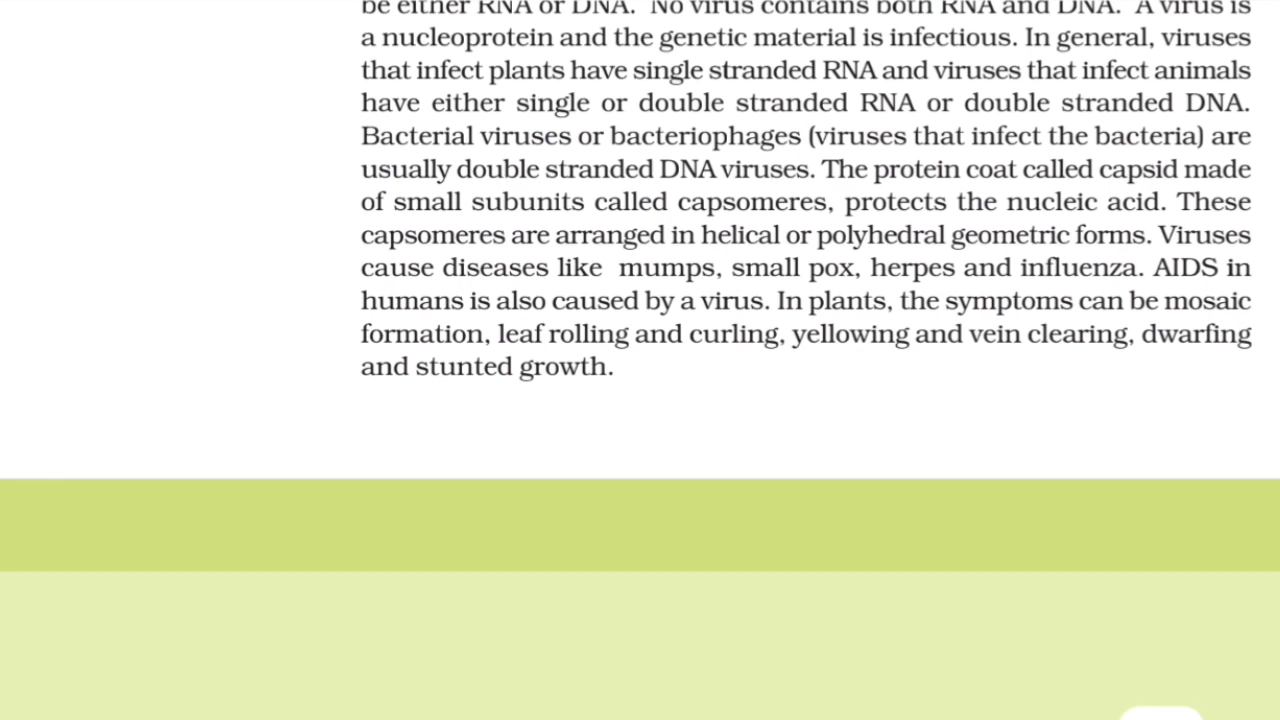 be either RNA or DNA. No virus contains both RNA and DNA. A virus is
a nucleoprotein and the genetic material is infectious. In general, viruses
that infect plants have single stranded RNA and viruses that infect animals
have either single or double stranded RNA or double stranded DNA.
Bacterial viruses or bacteriophages (viruses that infect the bacteria) are
usually double stranded DNA viruses. The protein coat called capsid made
of small subunits called capsomeres, protects the nucleic acid. These
capsomeres are arranged in helical or polyhedral geometric forms. Viruses
cause diseases like mumps, small pox, herpes and influenza. AIDS in
humans is also caused by a virus. In plants, the symptoms can be mosaic
formation, leaf rolling and curling, yellowing and vein clearing, dwarfing
and stunted growth.